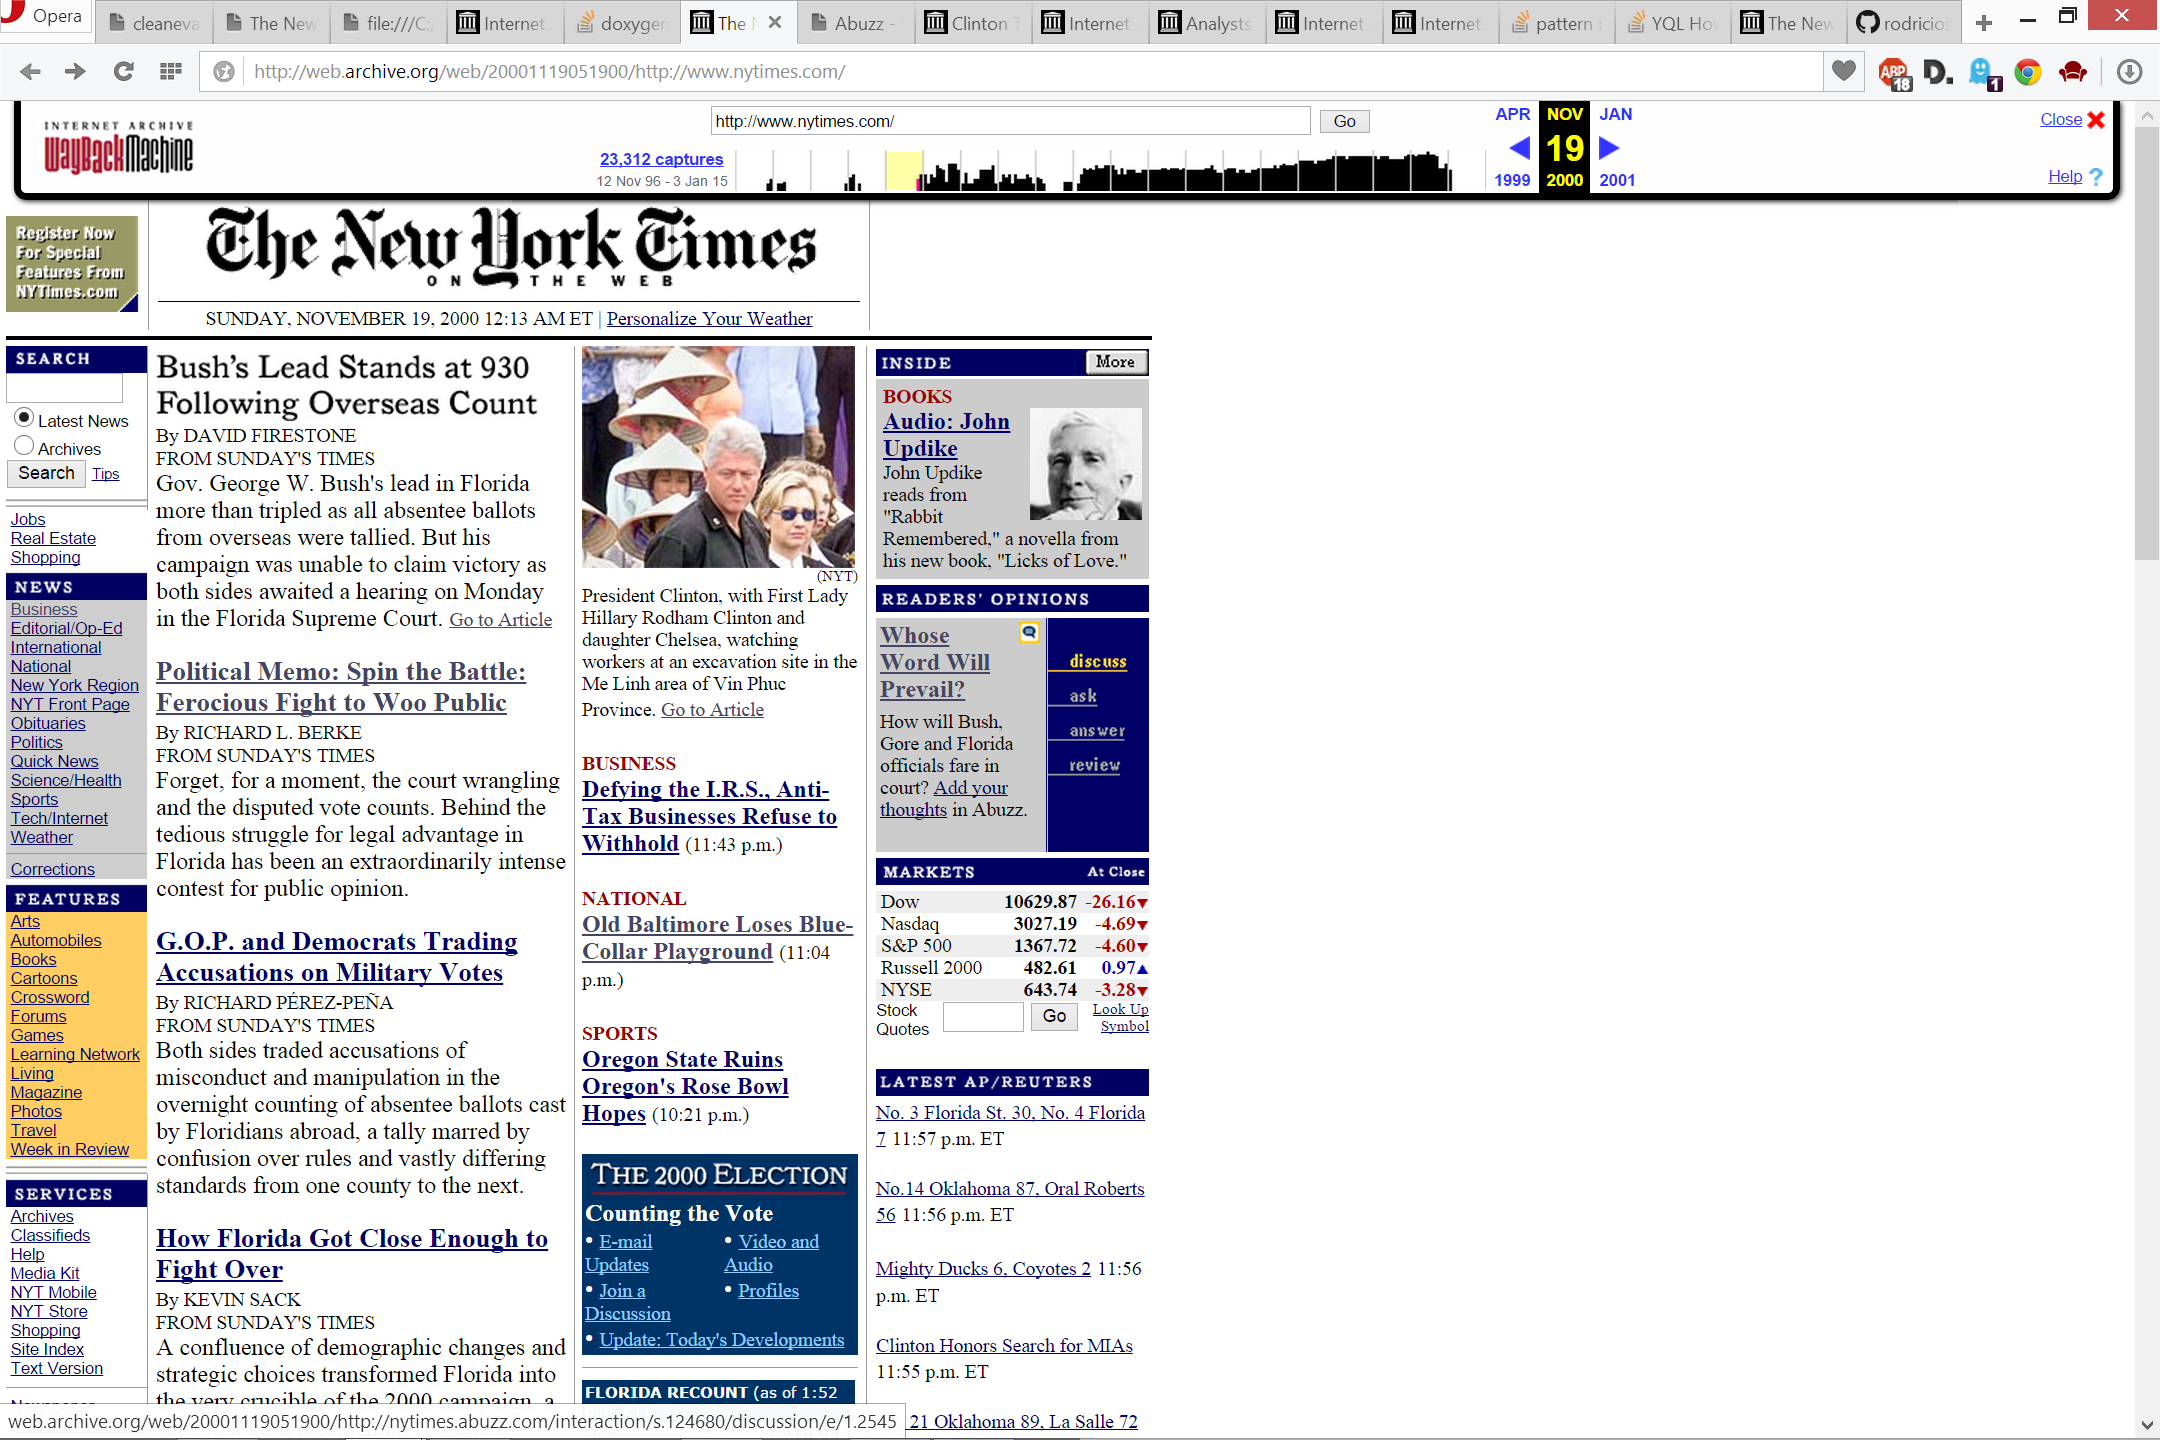 Opera
cleaneva
The New
file:///C:/
Internet
doxygen
The N
Abuzz -
Clinton T
Internet
Analysts
Internet
Internet
pattern
YQL How
The New
rodricios
http://web.archive.org/web/20001119051900/http://www.nytimes.com/
ABP
18
D.
1
INTERNET ARCHIVE
WayBackMachine
http://www.nytimes.com/
Go
23,312 captures
12 Nov 96 - 3 Jan 15
APR
NOV
JAN
19
1999
2000
2001
Close
Help ?
Register Now
For Special
Features From
NYTimes.com
The New York Times
ON THE WEB
SUNDAY, NOVEMBER 19, 2000 12:13 AM ET | Personalize Your Weather
SEARCH
Latest News
Archives
Search Tips
Jobs
Real Estate
Shopping
NEWS
Business
Editorial/Op-Ed
International
National
New York Region
NYT Front Page
Obituaries
Politics
Quick News
Science/Health
Sports
Tech/Internet
Weather
Corrections
FEATURES
Arts
Automobiles
Books
Cartoons
Crossword
Forums
Games
Learning Network
Living
Magazine
Photos
Travel
Week in Review
SERVICES
Archives
Classifieds
Help
Media Kit
NYT Mobile
NYT Store
Shopping
Site Index
Text Version
Bush's Lead Stands at 930
Following Overseas Count
By DAVID FIRESTONE
FROM SUNDAY'S TIMES
Gov. George W. Bush's lead in Florida
more than tripled as all absentee ballots
from overseas were tallied. But his
campaign was unable to claim victory as
both sides awaited a hearing on Monday
in the Florida Supreme Court. Go to Article
Political Memo: Spin the Battle:
Ferocious Fight to Woo Public
By RICHARD L. BERKE
FROM SUNDAY'S TIMES
Forget, for a moment, the court wrangling
and the disputed vote counts. Behind the
tedious struggle for legal advantage in
Florida has been an extraordinarily intense
contest for public opinion.
G.O.P. and Democrats Trading
Accusations on Military Votes
By RICHARD PÉREZ-PEÑA
FROM SUNDAY'S TIMES
Both sides traded accusations of
misconduct and manipulation in the
overnight counting of absentee ballots cast
by Floridians abroad, a tally marred by
confusion over rules and vastly differing
standards from one county to the next.
How Florida Got Close Enough to
Fight Over
By KEVIN SACK
FROM SUNDAY'S TIMES
A confluence of demographic changes and
strategic choices transformed Florida into
the very crucible of the 2000 campaign, a
(NYT)
President Clinton, with First Lady
Hillary Rodham Clinton and
daughter Chelsea, watching
workers at an excavation site in the
Me Linh area of Vin Phuc
Province. Go to Article
BUSINESS
Defying the I.R.S., Anti-
Tax Businesses Refuse to
Withhold (11:43 p.m.)
NATIONAL
Old Baltimore Loses Blue-
Collar Playground (11:04
p.m.)
SPORTS
Oregon State Ruins
Oregon's Rose Bowl
Hopes (10:21 p.m.)
THE 2000 ELECTION
Counting the Vote
• E-mail Updates
• Video and Audio
• Join a Discussion
• Profiles
• Update: Today's Developments
FLORIDA RECOUNT (as of 1:52
INSIDE
More
BOOKS
Audio: John
Updike
John Updike
reads from
"Rabbit
Remembered," a novella from
his new book, "Licks of Love."
READERS' OPINIONS
Whose
Word Will
Prevail?
How will Bush,
Gore and Florida
officials fare in
court? Add your
thoughts in Abuzz.
discuss
ask
answer
review
MARKETS At Close
Dow 10629.87 -26.16
Nasdaq 3027.19 -4.69
S&P 500 1367.72 -4.60
Russell 2000 482.61 0.97
NYSE 643.74 -3.28
Stock
Quotes
Go
Look Up
Symbol
LATEST AP/REUTERS
No. 3 Florida St. 30, No. 4 Florida
7 11:57 p.m. ET
No.14 Oklahoma 87, Oral Roberts
56 11:56 p.m. ET
Mighty Ducks 6, Coyotes 2 11:56
p.m. ET
Clinton Honors Search for MIAs
11:55 p.m. ET
21 Oklahoma 89, La Salle 72
web.archive.org/web/20001119051900/http://nytimes.abuzz.com/interaction/s.124680/discussion/e/1.2545